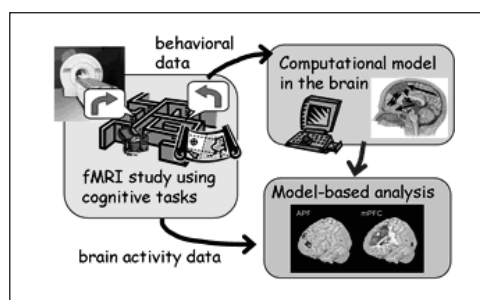 behavioral
data
Computational model
in the brain
fMRI study using
cognitive tasks
Model-based analysis
APF
mPFC
brain activity data